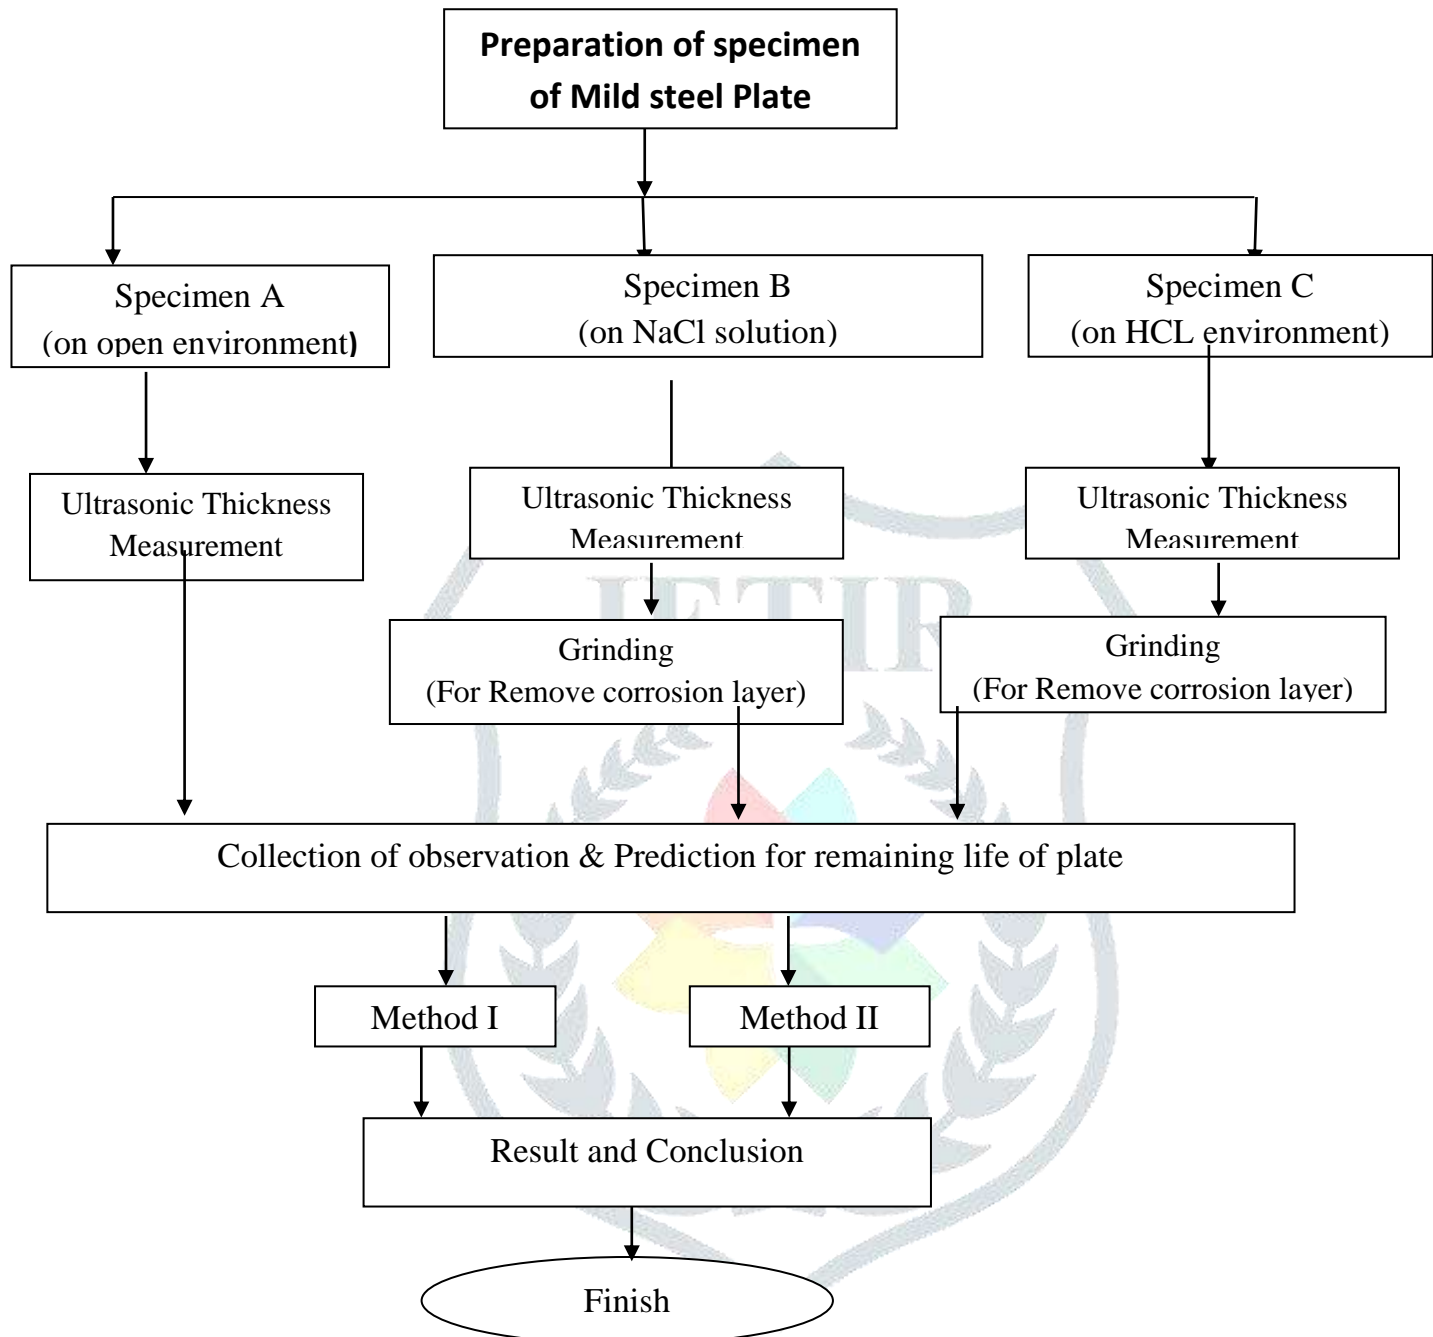 Preparation of specimen
of Mild steel Plate
Specimen A
(on open environment)
Specimen B
(on NaCl solution)
Specimen C
(on HCL environment)
Ultrasonic Thickness
Measurement
Ultrasonic Thickness
Measurement
Ultrasonic Thickness
Measurement
Grinding
(For Remove corrosion layer)
Grinding
(For Remove corrosion layer)
JETIR
Collection of observation & Prediction for remaining life of plate
Method I
Method II
Result and Conclusion
Finish